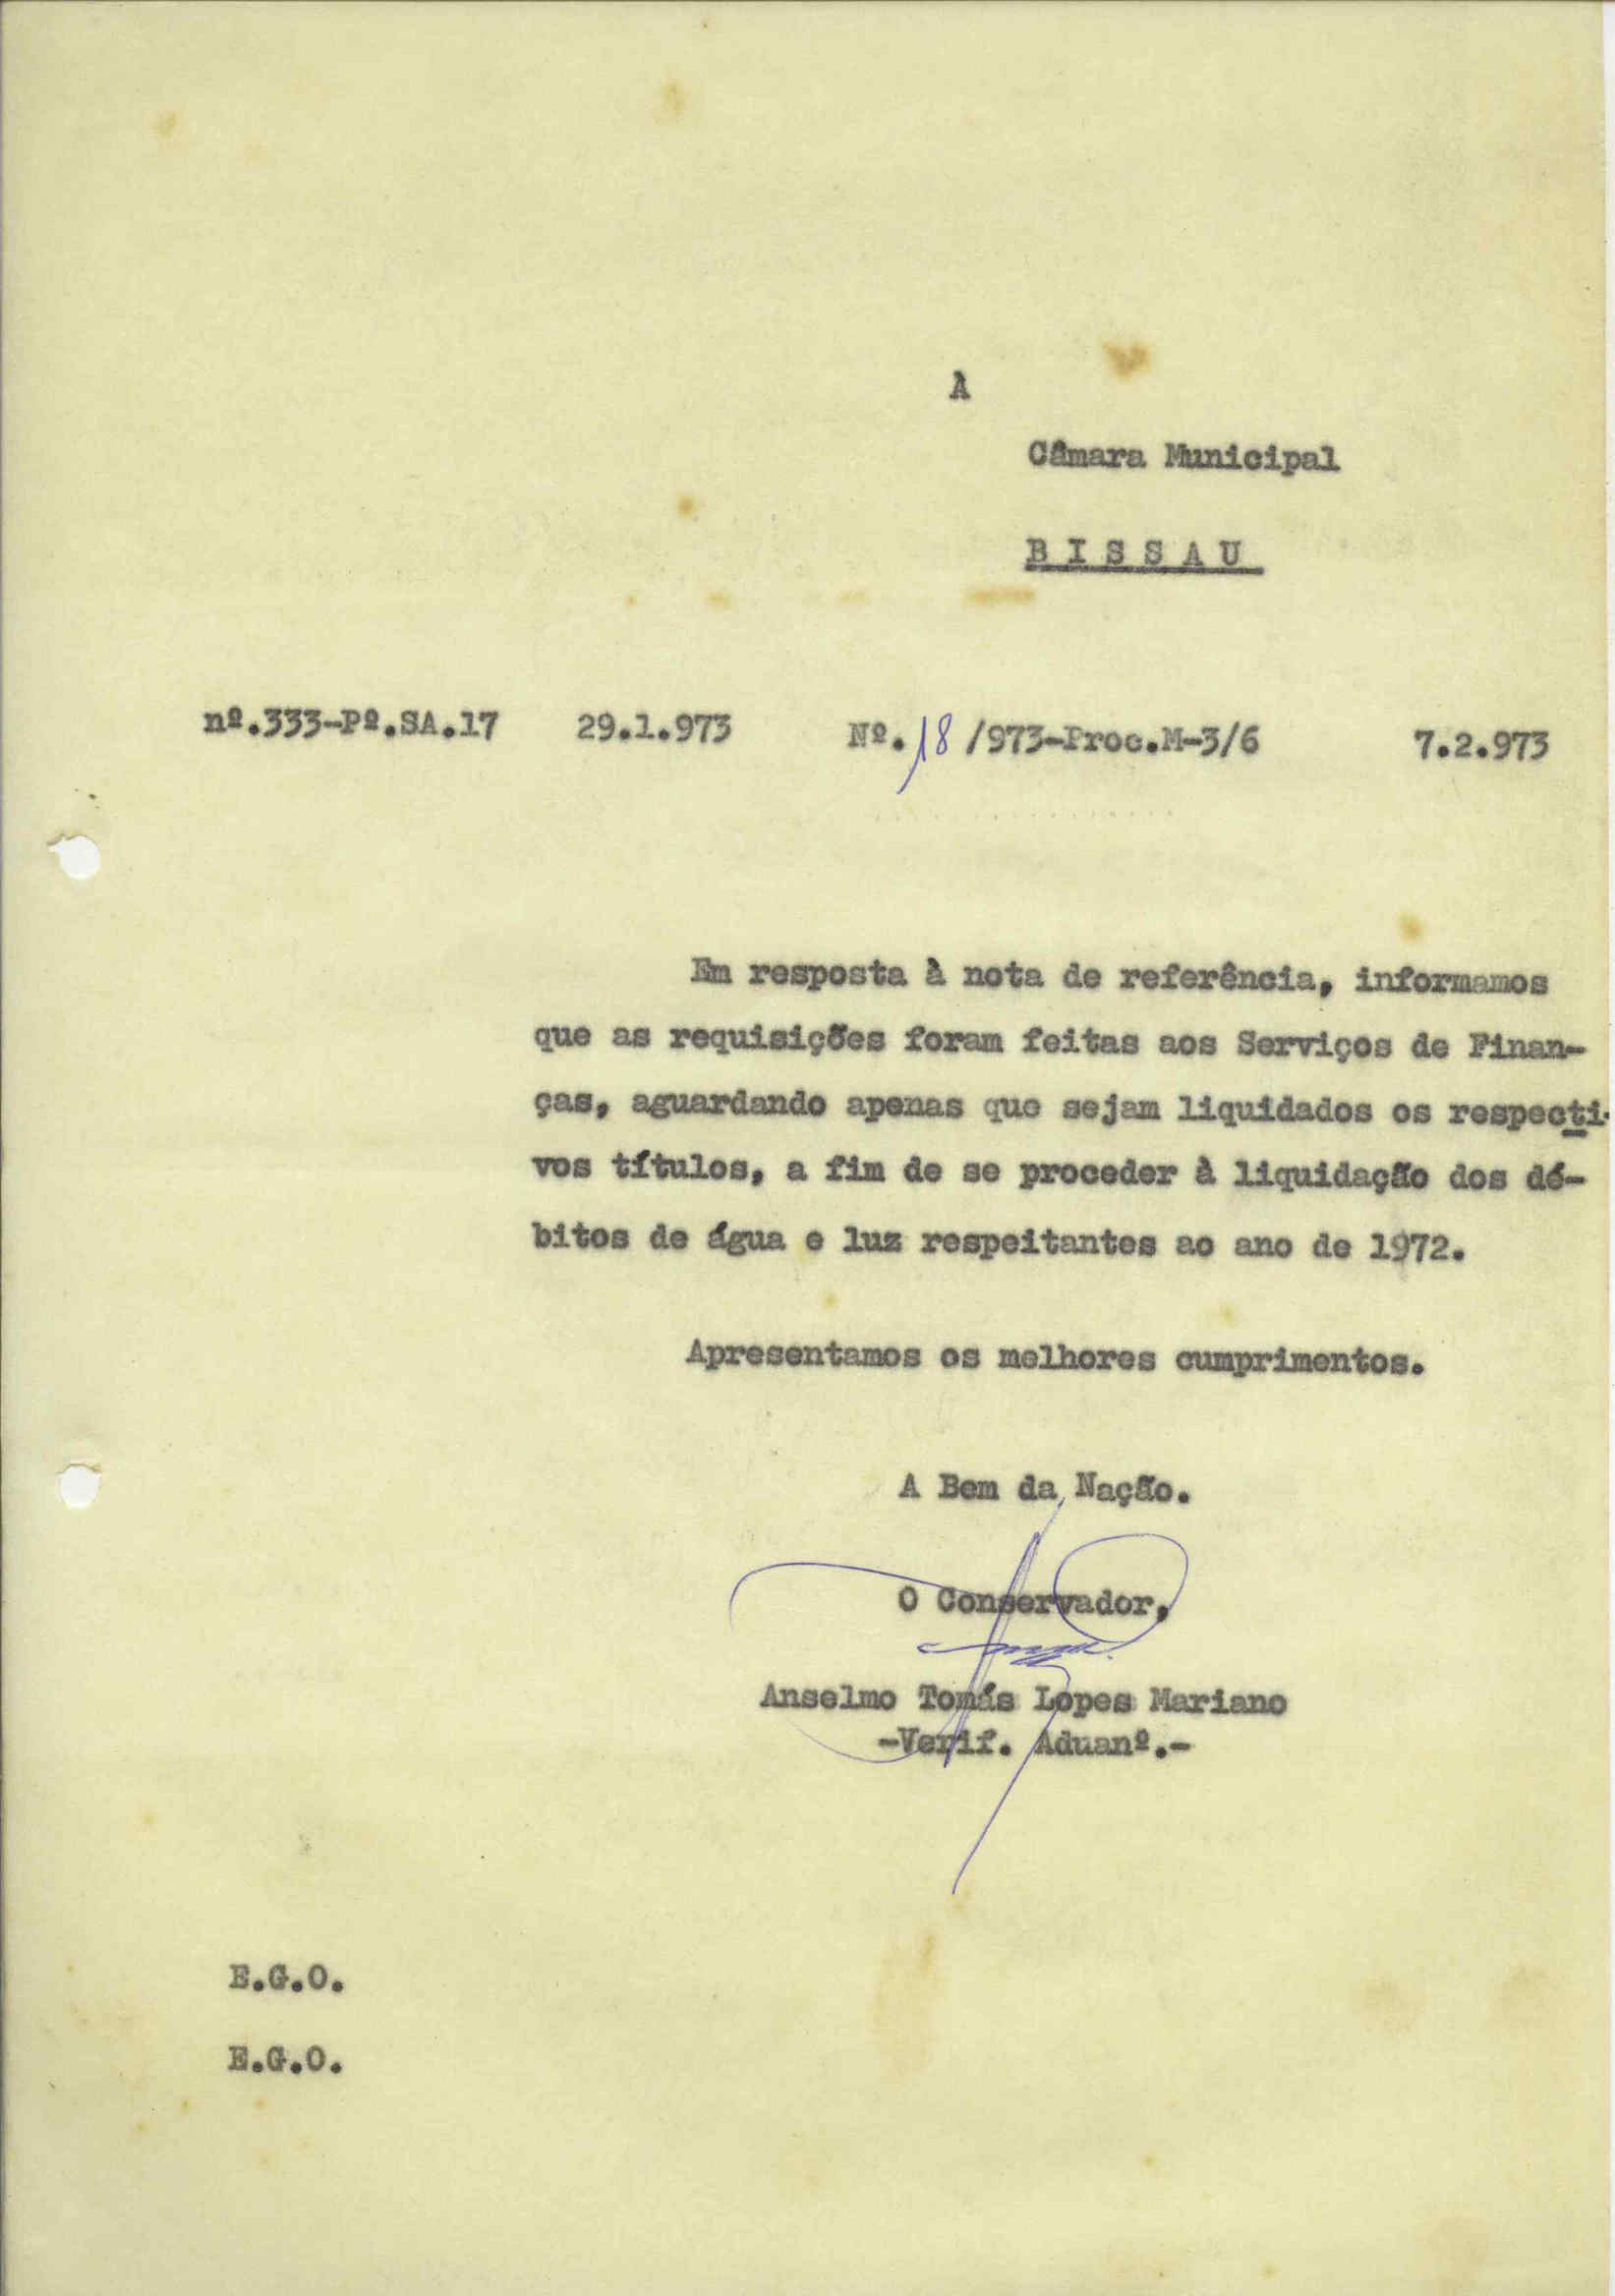 À
Câmara Municipal
BISSAU
nº.333-Pº.SA.17 29.1.973 Nº.18/973-Proc.M-3/6 7.2.973
Em resposta à nota de referência, informamos
que as requisições foram feitas aos Serviços de Finan-
ças, aguardando apenas que sejam liquidados os respecti-
vos títulos, a fim de se proceder à liquidação dos dé-
bitos de água e luz respeitantes ao ano de 1972.
Apresentamos os melhores cumprimentos.
A Bem da Nação.
O Conservador,
Anselmo Tomás Lopes Mariano
-Verif. Aduanº.-
E.G.O.
E.G.O.